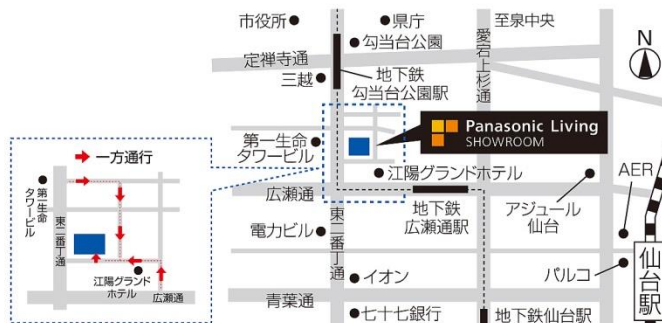 市役所
県庁
至泉中央
勾当台公園
定禅寺通
愛宕上杉通
N
三越
地下鉄
勾当台公園駅
第一生命
タワービル
Panasonic Living
SHOWROOM
一方通行
江陽グランドホテル
広瀬通
地下鉄
広瀬通駅
アジュール
仙台
AER
電力ビル
東二番丁通
パルコ
仙台駅
イオン
青葉通
七十七銀行
地下鉄仙台駅
第一生命
タワービル
東二番丁通
江陽グランド
ホテル
広瀬通